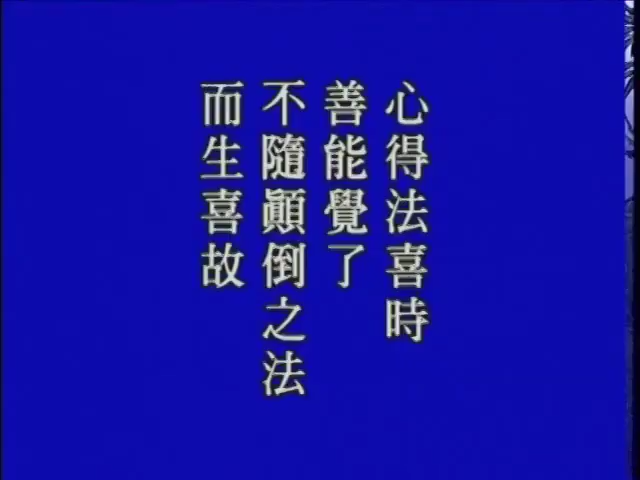 心得法喜時
善能覺了
不隨顚倒之法
而生喜故